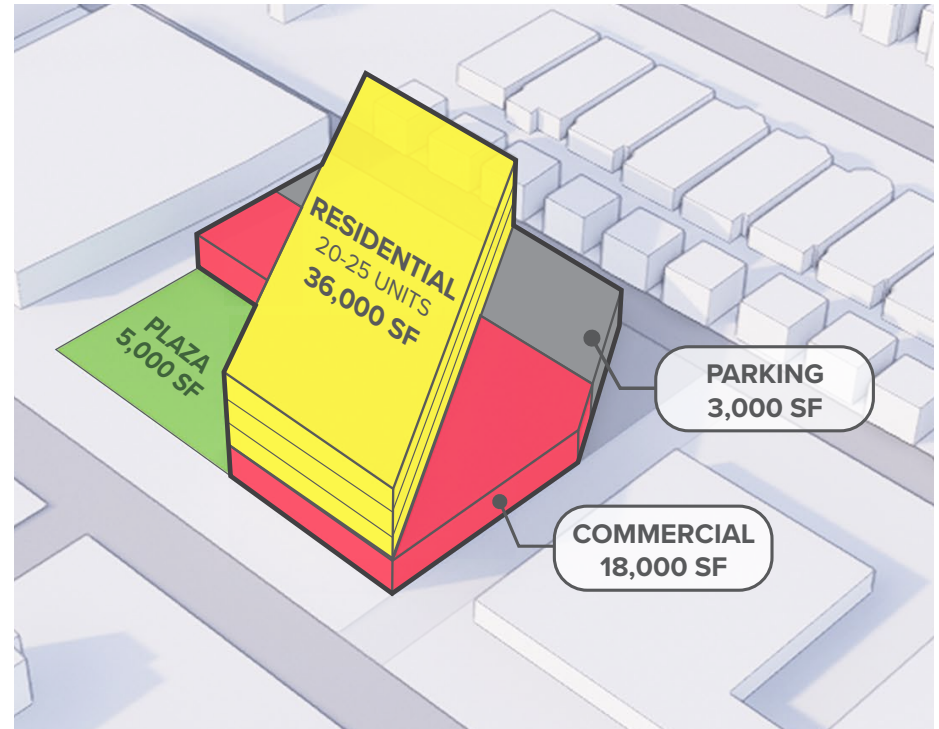 RESIDENTIAL
20-25 UNITS
36,000 SF
PLAZA
5,000 SF
PARKING
3,000 SF
COMMERCIAL
18,000 SF